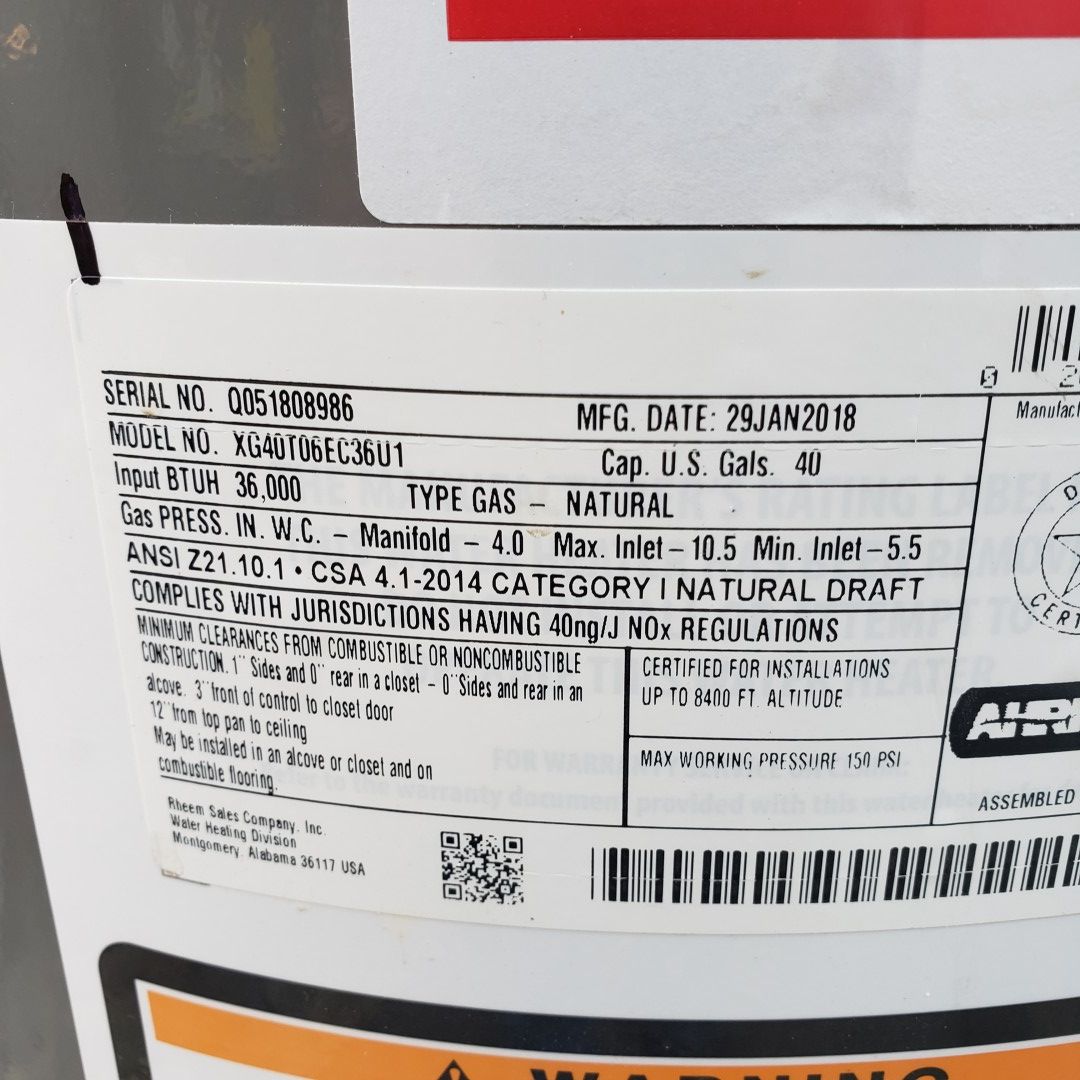 SERIAL NO. Q051808986 MFG. DATE: 29JAN2018
MODEL NO. XG40T06EC36U1 Cap. U.S. Gals. 40
Input BTUH 36,000 TYPE GAS – NATURAL
Gas PRESS. IN. W.C. – Manifold – 4.0 Max. Inlet – 10.5 Min. Inlet – 5.5
ANSI Z21.10.1 • CSA 4.1-2014 CATEGORY I NATURAL DRAFT
COMPLIES WITH JURISDICTIONS HAVING 40ng/J NOx REGULATIONS
MINIMUM CLEARANCES FROM COMBUSTIBLE OR NONCOMBUSTIBLE
CONSTRUCTION. 1" Sides and 0" rear in a closet – 0" Sides and rear in an
alcove. 3" front of control to closet door
12" from top pan to ceiling
May be installed in an alcove or closet and on
combustible flooring.
CERTIFIED FOR INSTALLATIONS
UP TO 8400 FT. ALTITUDE
MAX WORKING PRESSURE 150 PSI
Rheem Sales Company, Inc.
Water Heating Division
Montgomery, Alabama 36117 USA
ASSEMBLED
WARNING